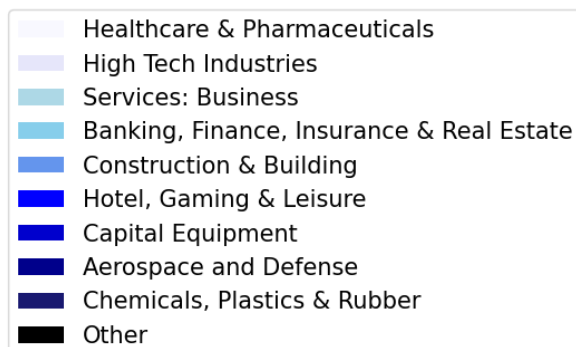 Healthcare & Pharmaceuticals
High Tech Industries
Services: Business
Banking, Finance, Insurance & Real Estate
Construction & Building
Hotel, Gaming & Leisure
Capital Equipment
Aerospace and Defense
Chemicals, Plastics & Rubber
Other